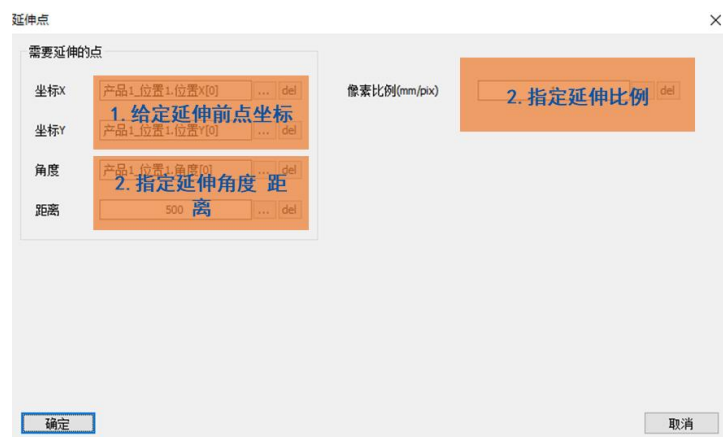 延伸点
需要延伸的点
坐标X 产品1_位置1.位置X[0] ... del
1. 给定延伸前点坐标
坐标Y 产品1_位置1.位置Y[0] ... del
角度 产品1_位置1.角度[0] ... del
2. 指定延伸角度 距
离
距离 500 ... del
像素比例(mm/pix) del
2. 指定延伸比例
确定
取消